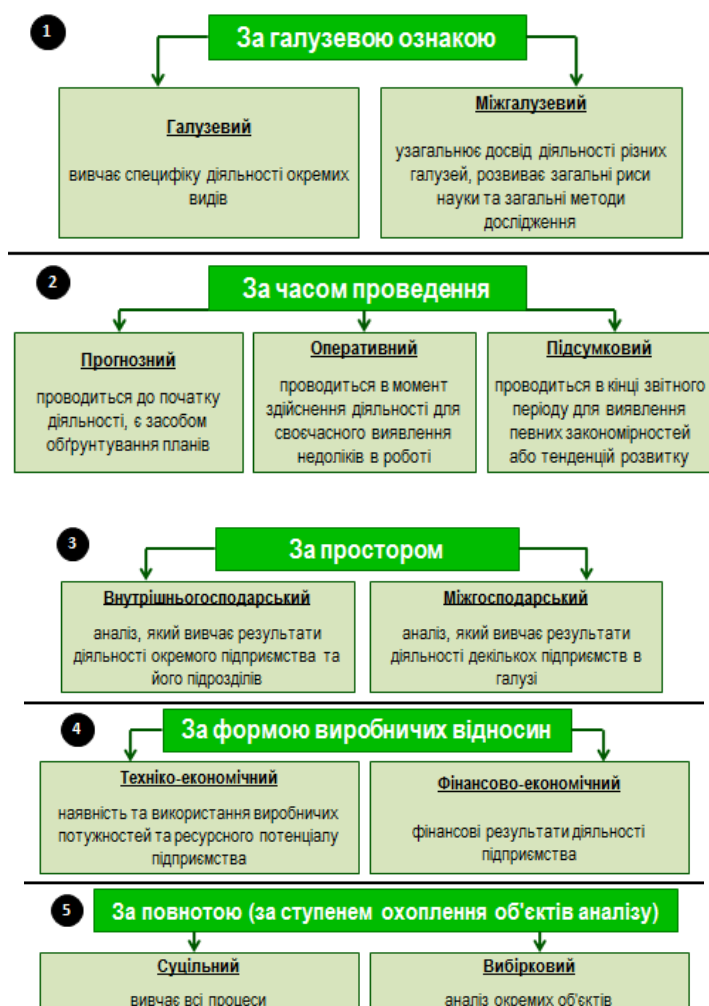 1
За галузевою ознакою
Галузевий
вивчає специфіку діяльності окремих
видів
Міжгалузевий
узагальнює досвід діяльності різних
галузей, розвиває загальні риси
науки та загальні методи
дослідження
2
За часом проведення
Прогнозний
проводиться до початку
діяльності, є засобом
обґрунтування планів
Оперативний
проводиться в момент
здійснення діяльності для
своєчасного виявлення
недоліків в роботі
Підсумковий
проводиться в кінці звітного
періоду для виявлення
певних закономірностей
або тенденцій розвитку
3
За простором
Внутрішньогосподарський
аналіз, який вивчає результати
діяльності окремого підприємства та
його підрозділів
Міжгосподарський
аналіз, який вивчає результати
діяльності декількох підприємств в
галузі
4
За формою виробничих відносин
Техніко-економічний
наявність та використання виробничих
потужностей та ресурсного потенціалу
підприємства
Фінансово-економічний
фінансові результати діяльності
підприємства
5
За повнотою (за ступенем охоплення об'єктів аналізу)
Суцільний
вивчає всі процеси
Вибірковий
аналіз окремих об'єктів